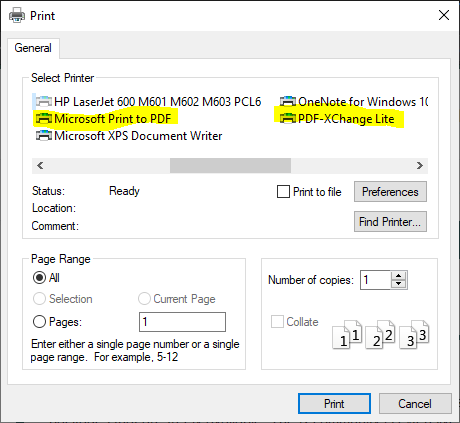 Print
General
Select Printer
HP LaserJet 600 M601 M602 M603 PCL6
OneNote for Windows 10
Microsoft Print to PDF
PDF-XChange Lite
Microsoft XPS Document Writer
Status: Ready
Print to file
Preferences
Location:
Comment:
Find Printer...
Page Range
All
Selection
Current Page
Pages: 1
Enter either a single page number or a single
page range. For example, 5-12
Number of copies: 1
Collate
1 1 2 2 3 3
Print
Cancel